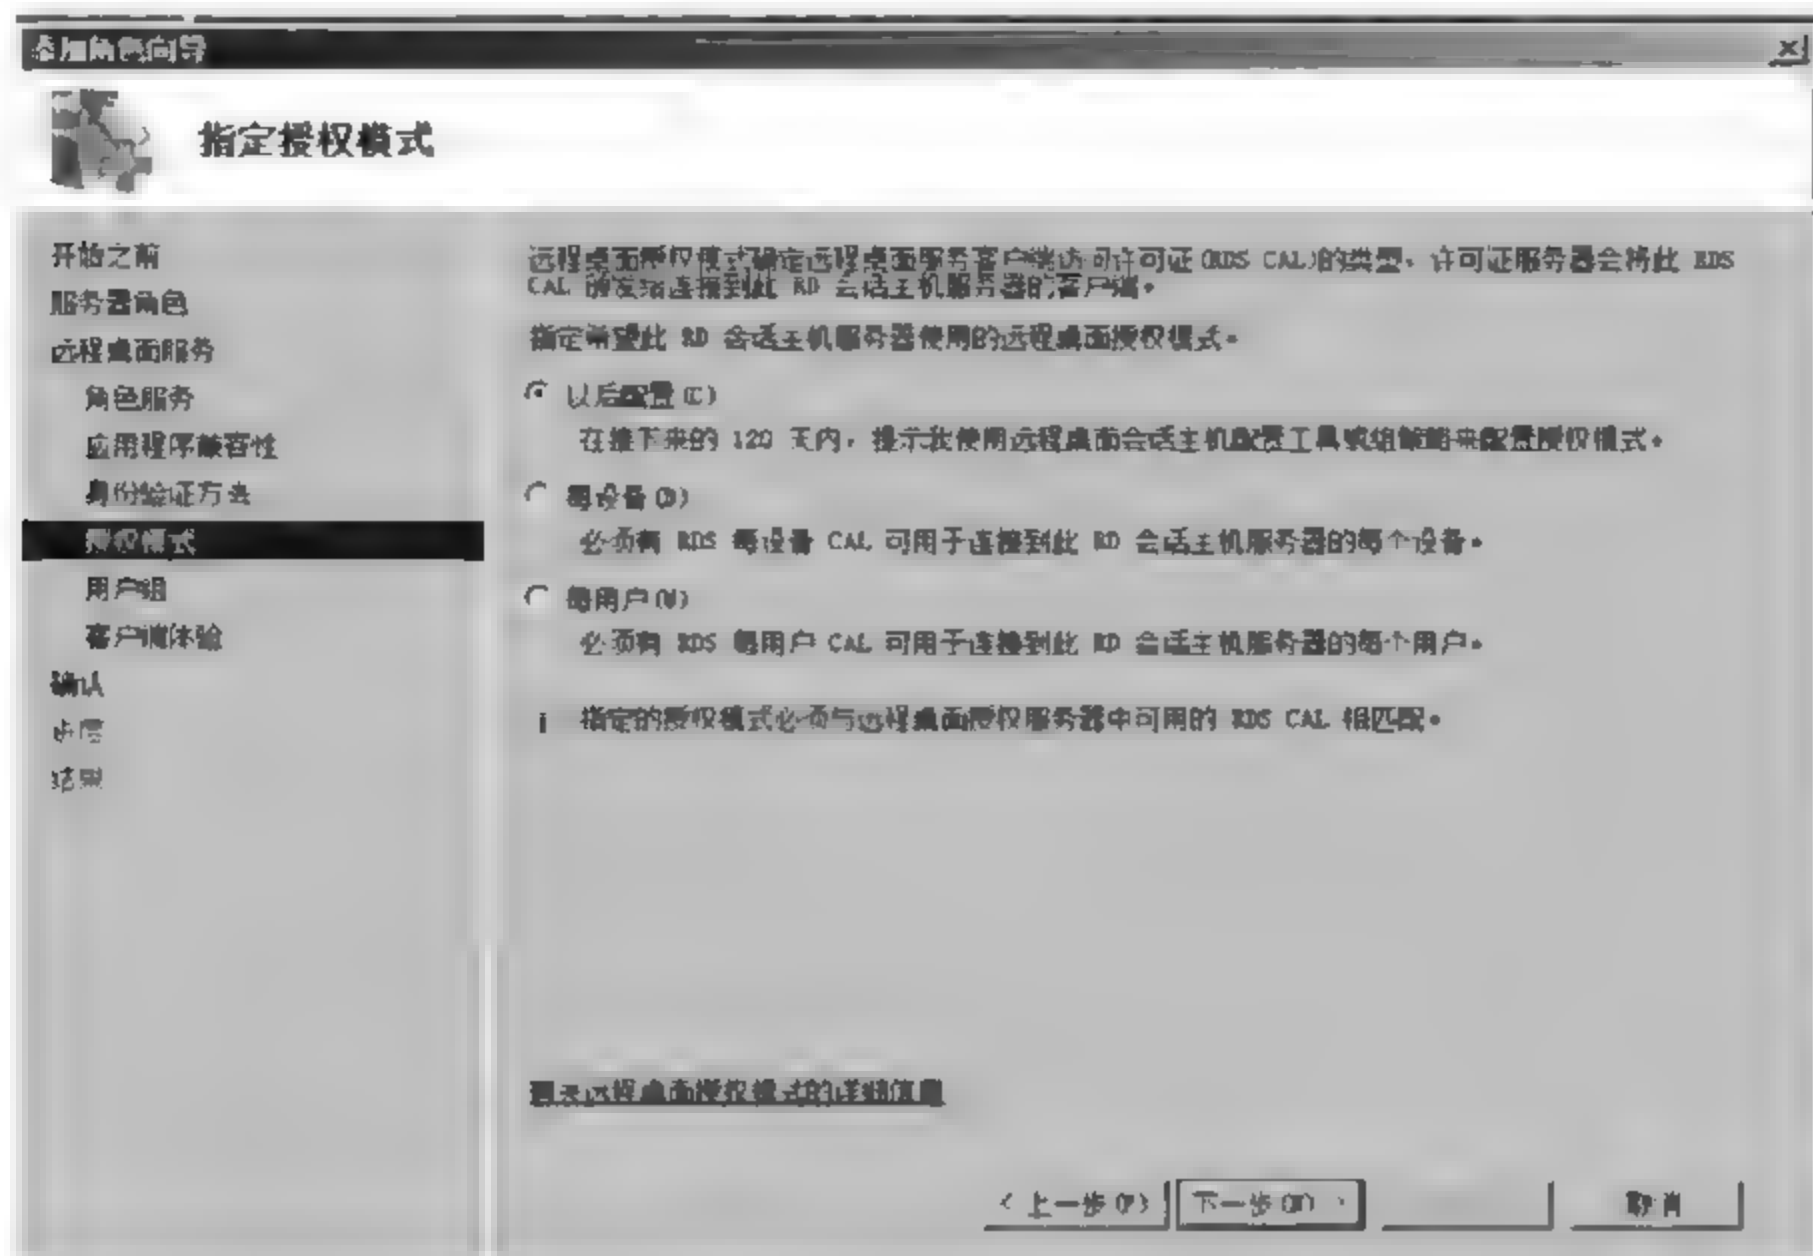 添加角色向导
指定授权模式
开始之前
服务器角色
远程桌面服务
角色服务
应用程序兼容性
身份验证方法
授权模式
用户组
客户端体验
确认
进度
结果
远程桌面授权模式确定远程桌面服务客户端访问许可证(RDS CAL)的类型，许可证服务器会将此 RDS
CAL 颁发给连接到此 RD 会话主机服务器的客户端。
指定希望此 RD 会话主机服务器使用的远程桌面授权模式。
以后配置(C)
在接下来的 120 天内，提示我使用远程桌面会话主机配置工具或组策略来配置授权模式。
每设备(D)
必须有 RDS 每设备 CAL 可用于连接到此 RD 会话主机服务器的每个设备。
每用户(U)
必须有 RDS 每用户 CAL 可用于连接到此 RD 会话主机服务器的每个用户。
指定的授权模式必须与远程桌面授权服务器中可用的 RDS CAL 相匹配。
有关远程桌面授权模式的详细信息
< 上一步(P)
下一步(N) >
取消